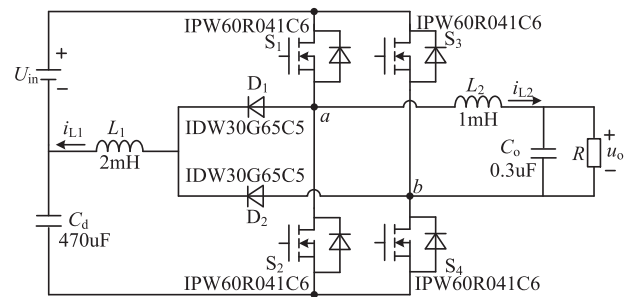 IPW60R041C6
IPW60R041C6
S1
S3
+
Uin
−
D1
a
L2
iL2
1mH
iL1
L1
2mH
IDW30G65C5
IDW30G65C5
Co
0.3uF
R
+
uo
−
b
D2
Cd
470uF
S2
S4
IPW60R041C6
IPW60R041C6